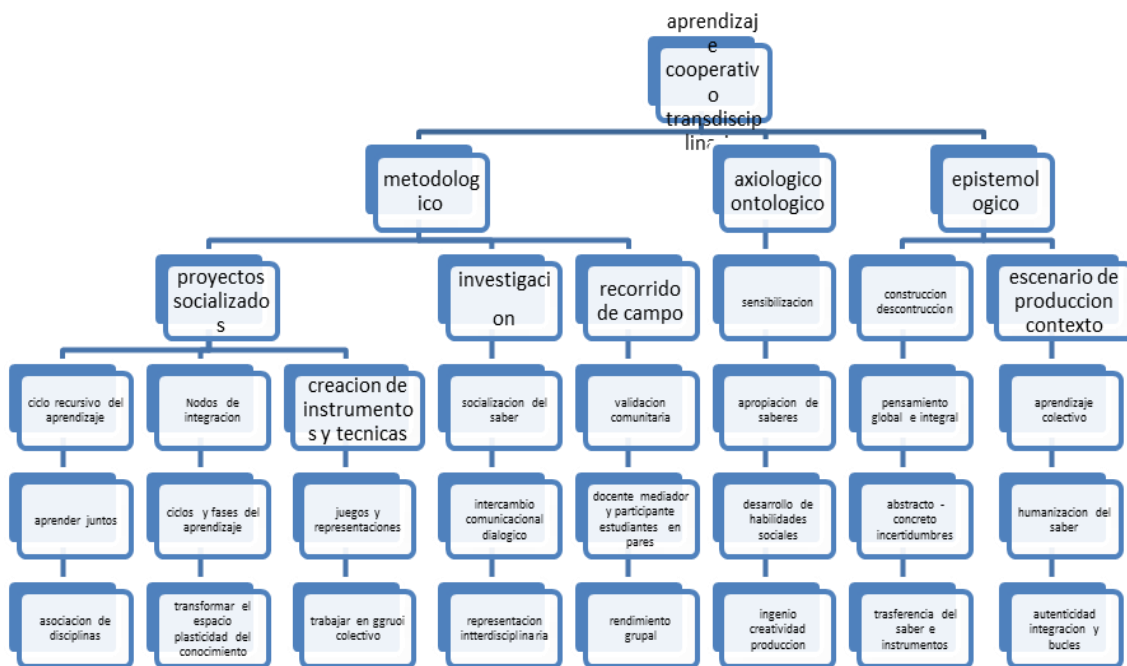 aprendizaj
e
cooperativ
o
transdiscip
metodolog
ico
axiologico
ontologico
epistemol
ogico
proyectos
socializado
s
investigaci
on
recorrido
de campo
sensibilizacion
construccion
descontruccion
escenario de
produccion
contexto
ciclo recursivo del
aprendizaje
Nodos de
integracion
creacion de
instrumento
s y tecnicas
socializacion del
saber
validacion
comunitaria
apropiacion de
saberes
pensamiento
global e integral
aprendizaje
colectivo
aprender juntos
ciclos y fases del
aprendizaje
juegos y
representaciones
intercambio
comunicacional
dialogico
docente mediador
y participante
estudiantes en
pares
desarrollo de
habilidades
sociales
abstracto -
concreto
incertidumbres
humanizacion del
saber
asociacion de
disciplinas
transformar el
espacio
plasticidad del
conocimiento
trabajar en ggruoi
colectivo
representacion
intterdisciplinaria
rendimiento
grupal
ingenio
creatividad
produccion
trasferencia del
saber e
instrumentos
autenticidad
integracion y
bucles